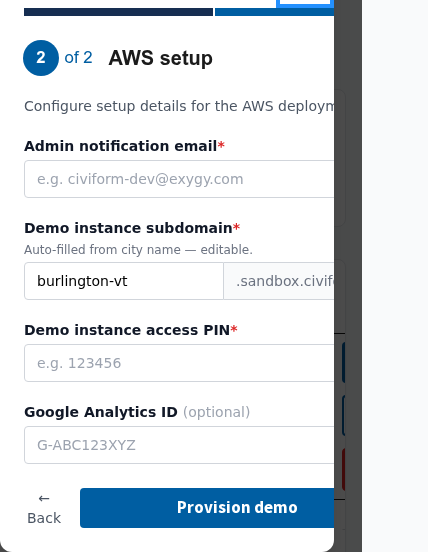 2 of 2 AWS setup
Configure setup details for the AWS deploym
Admin notification email*
e.g. civiform-dev@exygy.com
Demo instance subdomain*
Auto-filled from city name — editable.
burlington-vt .sandbox.civif
Demo instance access PIN*
e.g. 123456
Google Analytics ID (optional)
G-ABC123XYZ
←
Back
Provision demo